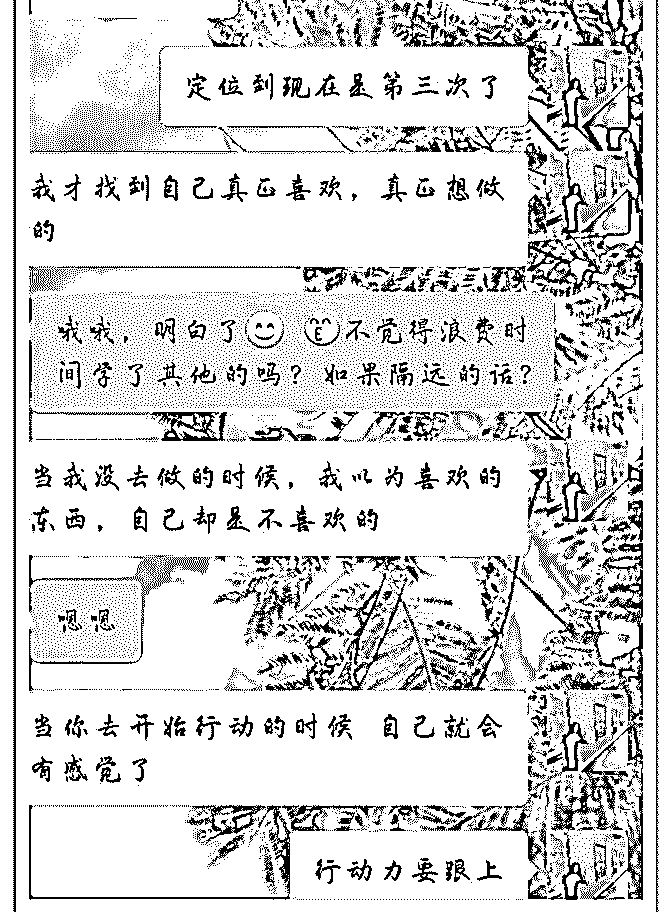 定位到现在是第三次了
我才找到自己真正喜欢，真正想做
的
哦哦，明白了 不觉得浪费时
间学了其他的吗？如果隔远的话？
当我没去做的时候，我以为喜欢的
东西，自己却是不喜欢的
嗯嗯
当你去开始行动的时候 自己就会
有感觉了
行动力要跟上